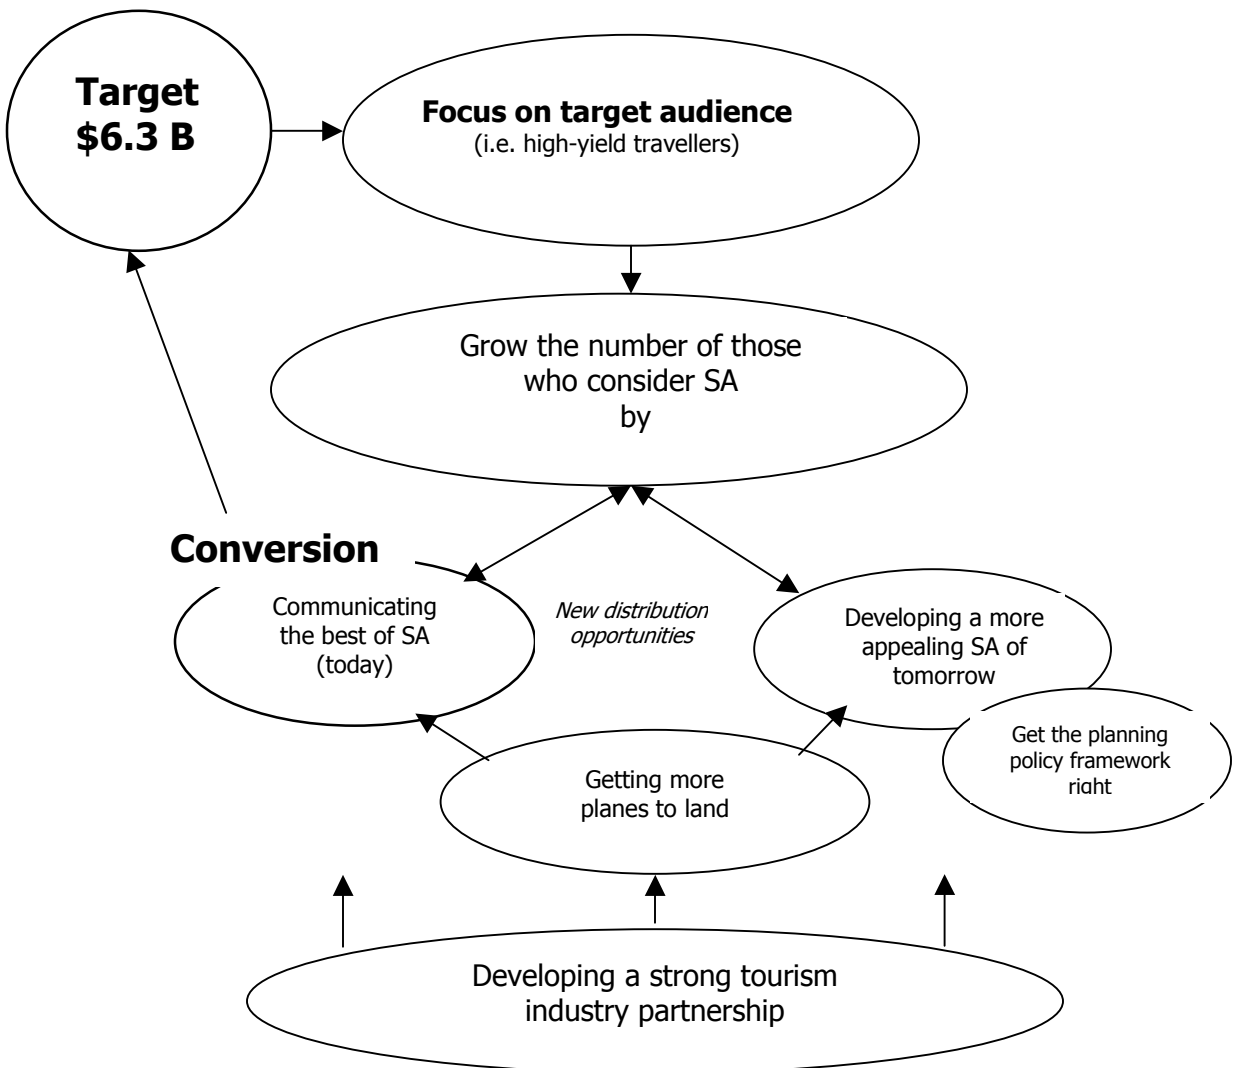 Target
$6.3 B
Focus on target audience
(i.e. high-yield travellers)
Grow the number of those
who consider SA
by
Conversion
Communicating
the best of SA
(today)
New distribution
opportunities
Developing a more
appealing SA of
tomorrow
Get the planning
policy framework
right
Getting more
planes to land
Developing a strong tourism
industry partnership